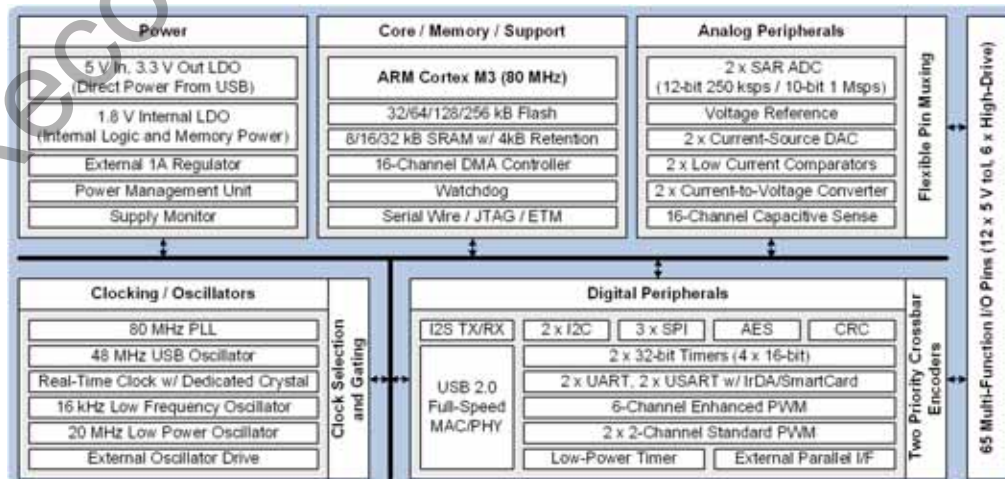 Power
5 V In, 3.3 V Out LDO
(Direct Power From USB)
1.8 V Internal LDO
(Internal Logic and Memory Power)
External 1A Regulator
Power Management Unit
Supply Monitor
Core / Memory / Support
ARM Cortex M3 (80 MHz)
32/64/128/256 kB Flash
8/16/32 kB SRAM w/ 4kB Retention
16-Channel DMA Controller
Watchdog
Serial Wire / JTAG / ETM
Analog Peripherals
2 x SAR ADC
(12-bit 250 ksps / 10-bit 1 Msps)
Voltage Reference
2 x Current-Source DAC
2 x Low Current Comparators
2 x Current-to-Voltage Converter
16-Channel Capacitive Sense
Flexible Pin Muxing
Clocking / Oscillators
80 MHz PLL
48 MHz USB Oscillator
Real-Time Clock w/ Dedicated Crystal
16 kHz Low Frequency Oscillator
20 MHz Low Power Oscillator
External Oscillator Drive
Clock Selection
and Gating
Digital Peripherals
I2S TX/RX
2 x I2C
3 x SPI
AES
CRC
USB 2.0
Full-Speed
MAC/PHY
2 x 32-bit Timers (4 x 16-bit)
2 x UART, 2 x USART w/ IrDA/SmartCard
6-Channel Enhanced PWM
2 x 2-Channel Standard PWM
Low-Power Timer
External Parallel I/F
Two Priority Crossbar
Encoders
65 Multi-Function I/O Pins (12 x 5 V tol, 6 x High-Drive)